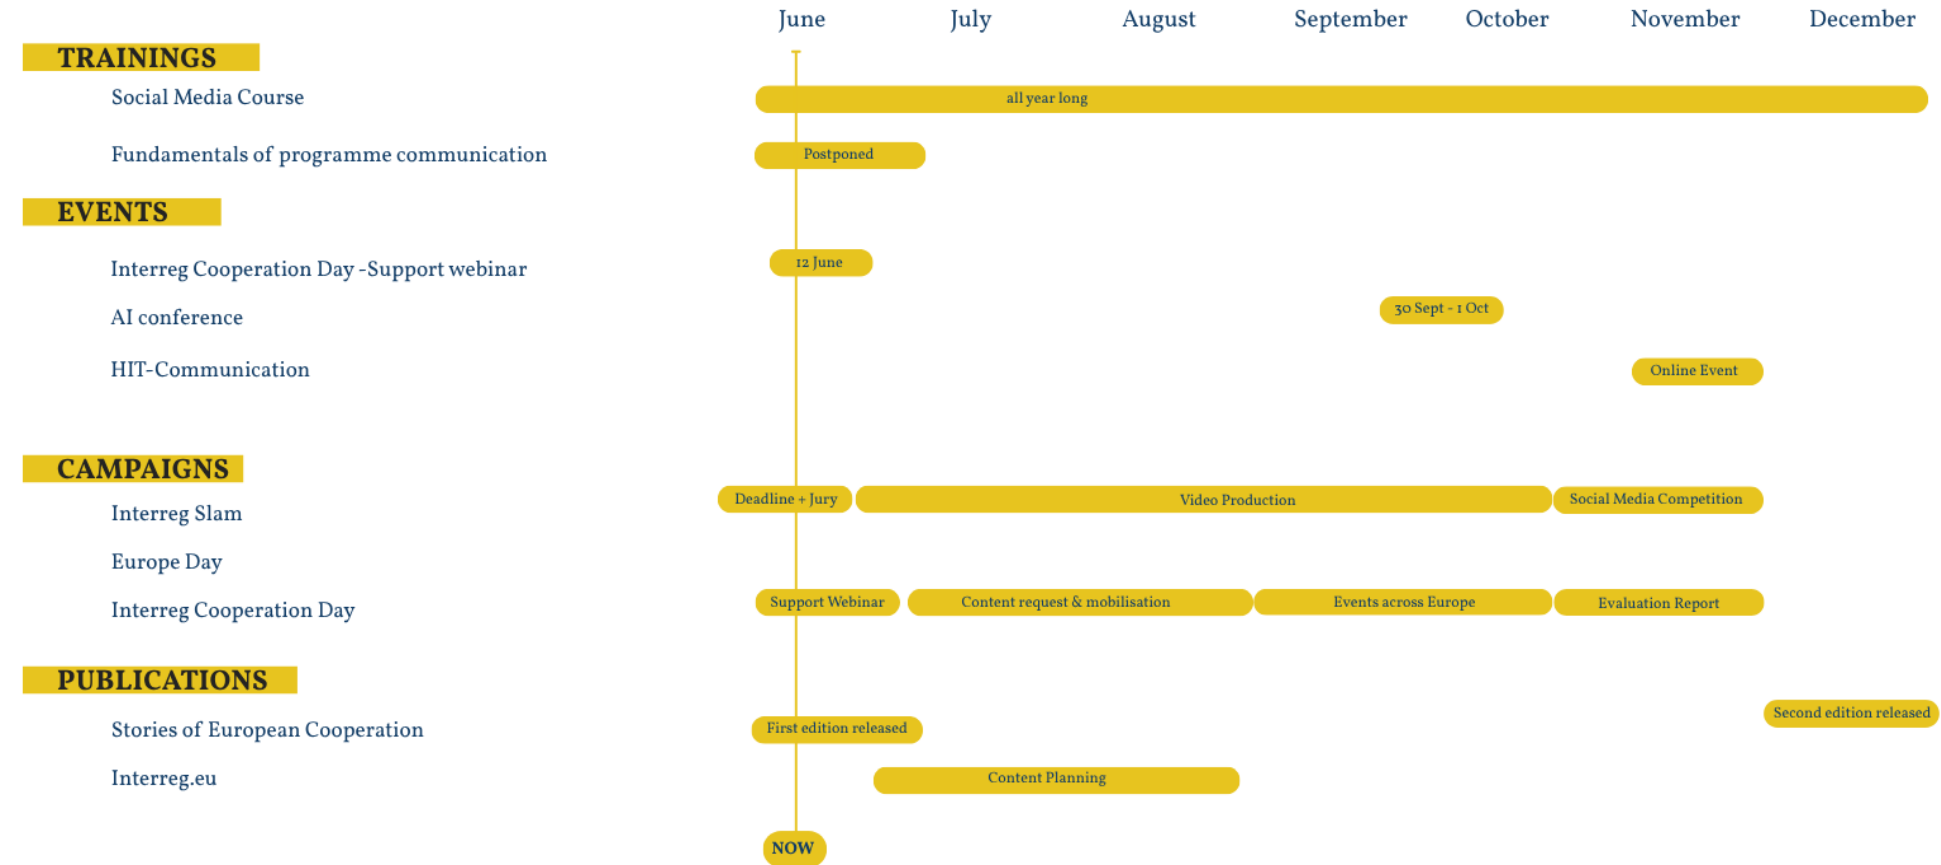 June July August September October November December
TRAININGS
Social Media Course all year long
Fundamentals of programme communication Postponed
EVENTS
Interreg Cooperation Day -Support webinar 12 June
AI conference 30 Sept - 1 Oct
HIT-Communication Online Event
CAMPAIGNS
Interreg Slam Deadline + Jury Video Production Social Media Competition
Europe Day
Interreg Cooperation Day Support Webinar Content request & mobilisation Events across Europe Evaluation Report
PUBLICATIONS
Stories of European Cooperation First edition released Second edition released
Interreg.eu Content Planning
NOW